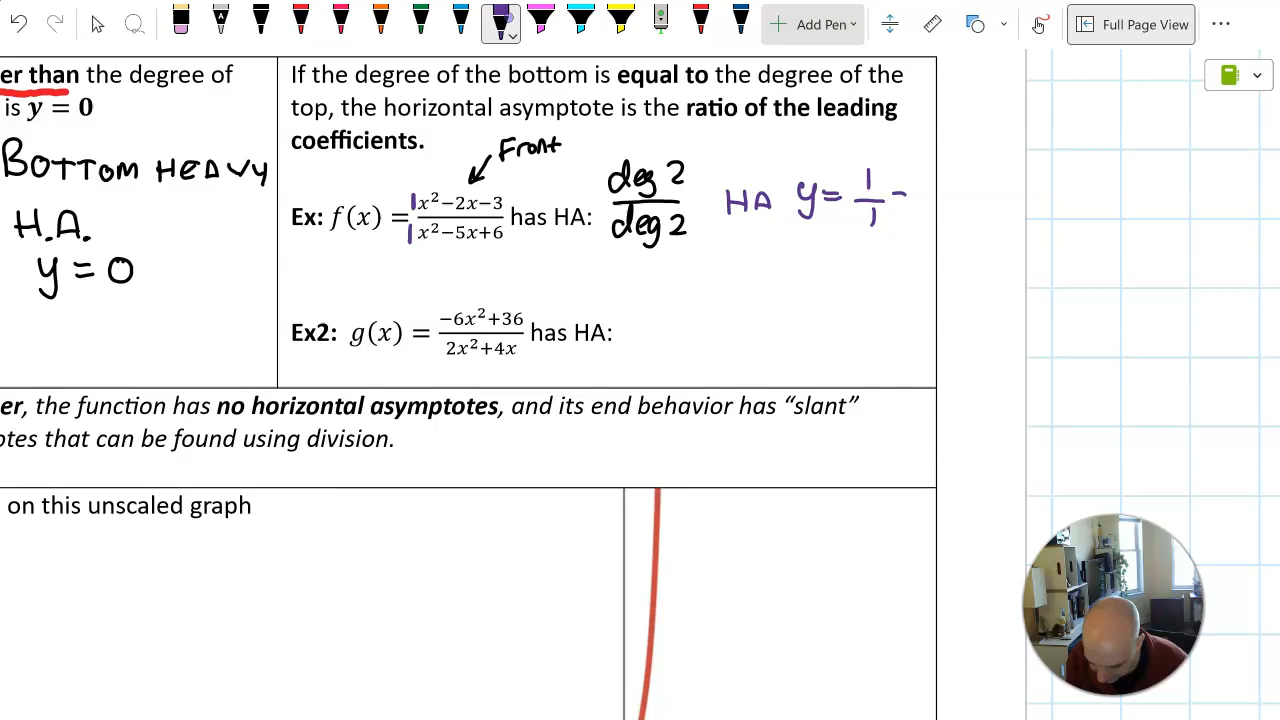 Add Pen
Full Page View
er than the degree of
is y = 0
BOTTOM HEAVY
H.A.
y = 0
If the degree of the bottom is equal to the degree of the
top, the horizontal asymptote is the ratio of the leading
coefficients.
Front
Ex: f(x) = (1x²−2x−3)/(1x²−5x+6) has HA: deg 2/deg 2 HA y = 1/1 -
Ex2: g(x) = (−6x²+36)/(2x²+4x) has HA:
er, the function has no horizontal asymptotes, and its end behavior has “slant”
otes that can be found using division.
on this unscaled graph